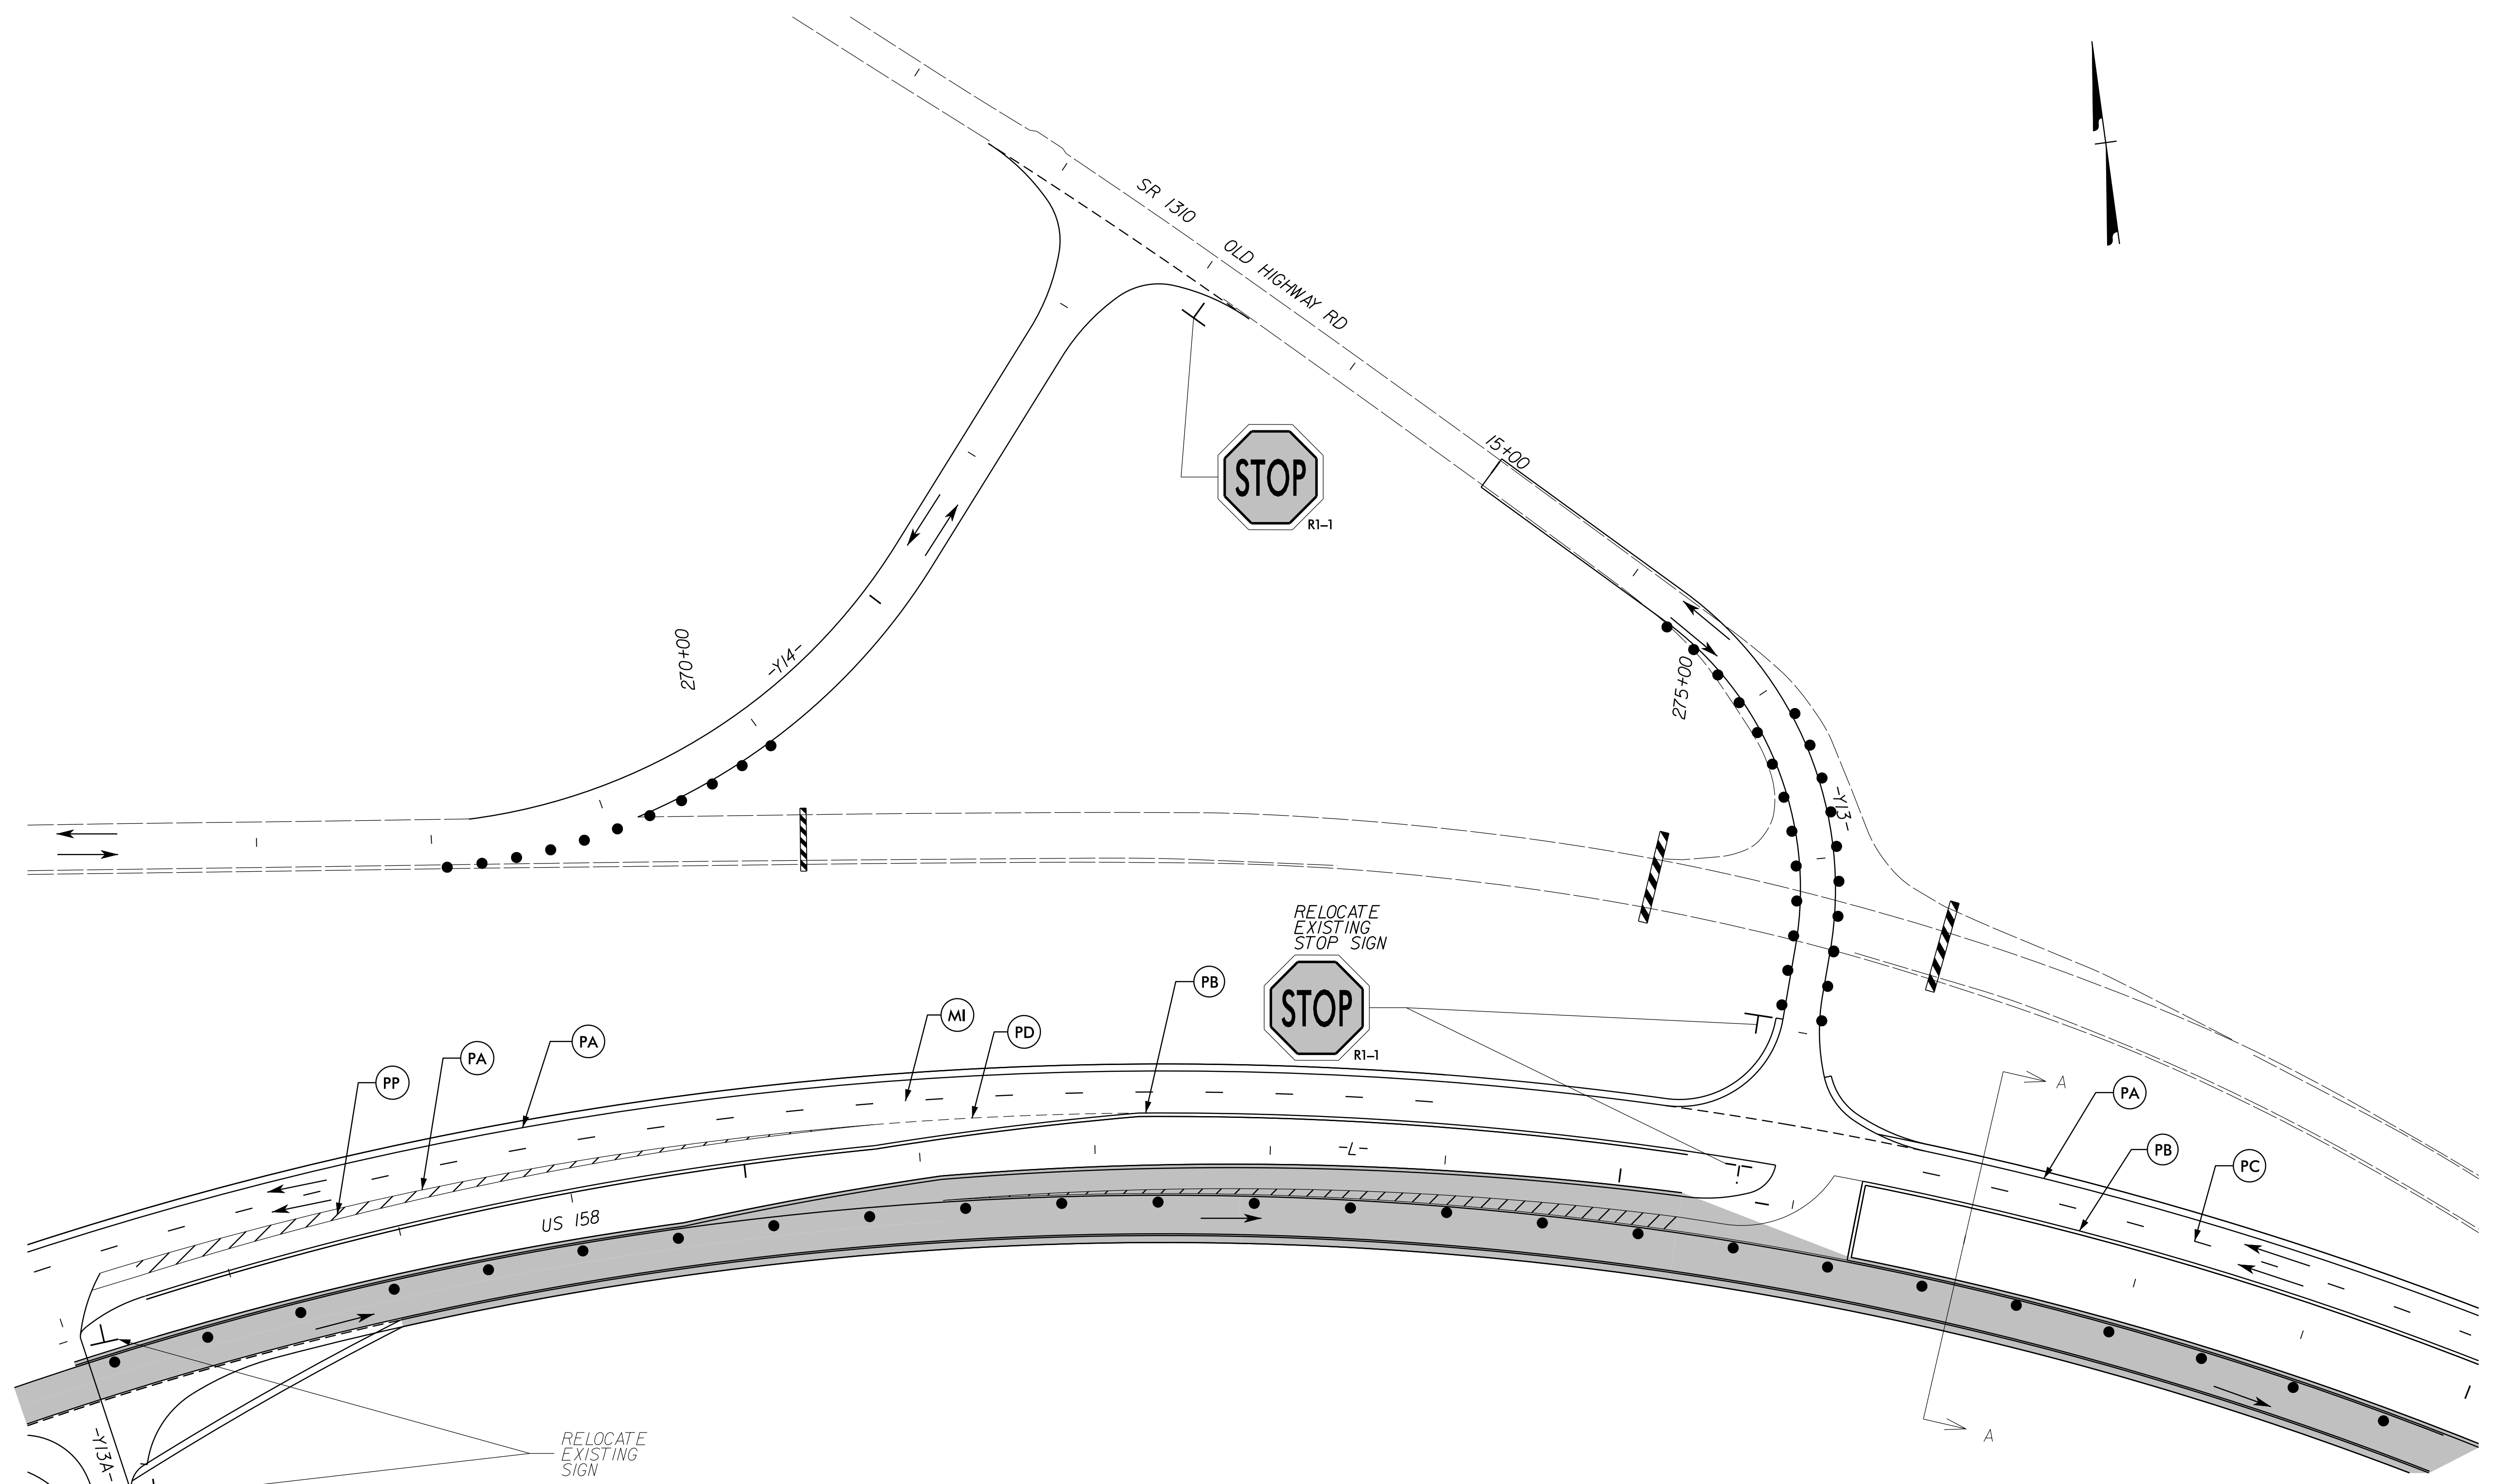 SR 1310 OLD HIGHWAY RD
STOP
R1-1
15+00
270+00
-Y14-
275+00
-Y13-
RELOCATE
EXISTING
STOP SIGN
STOP
R1-1
PB
MI
PD
PA
PA
PP
A
PA
PB
PC
-L-
US 158
A
-Y13A-
RELOCATE
EXISTING
SIGN